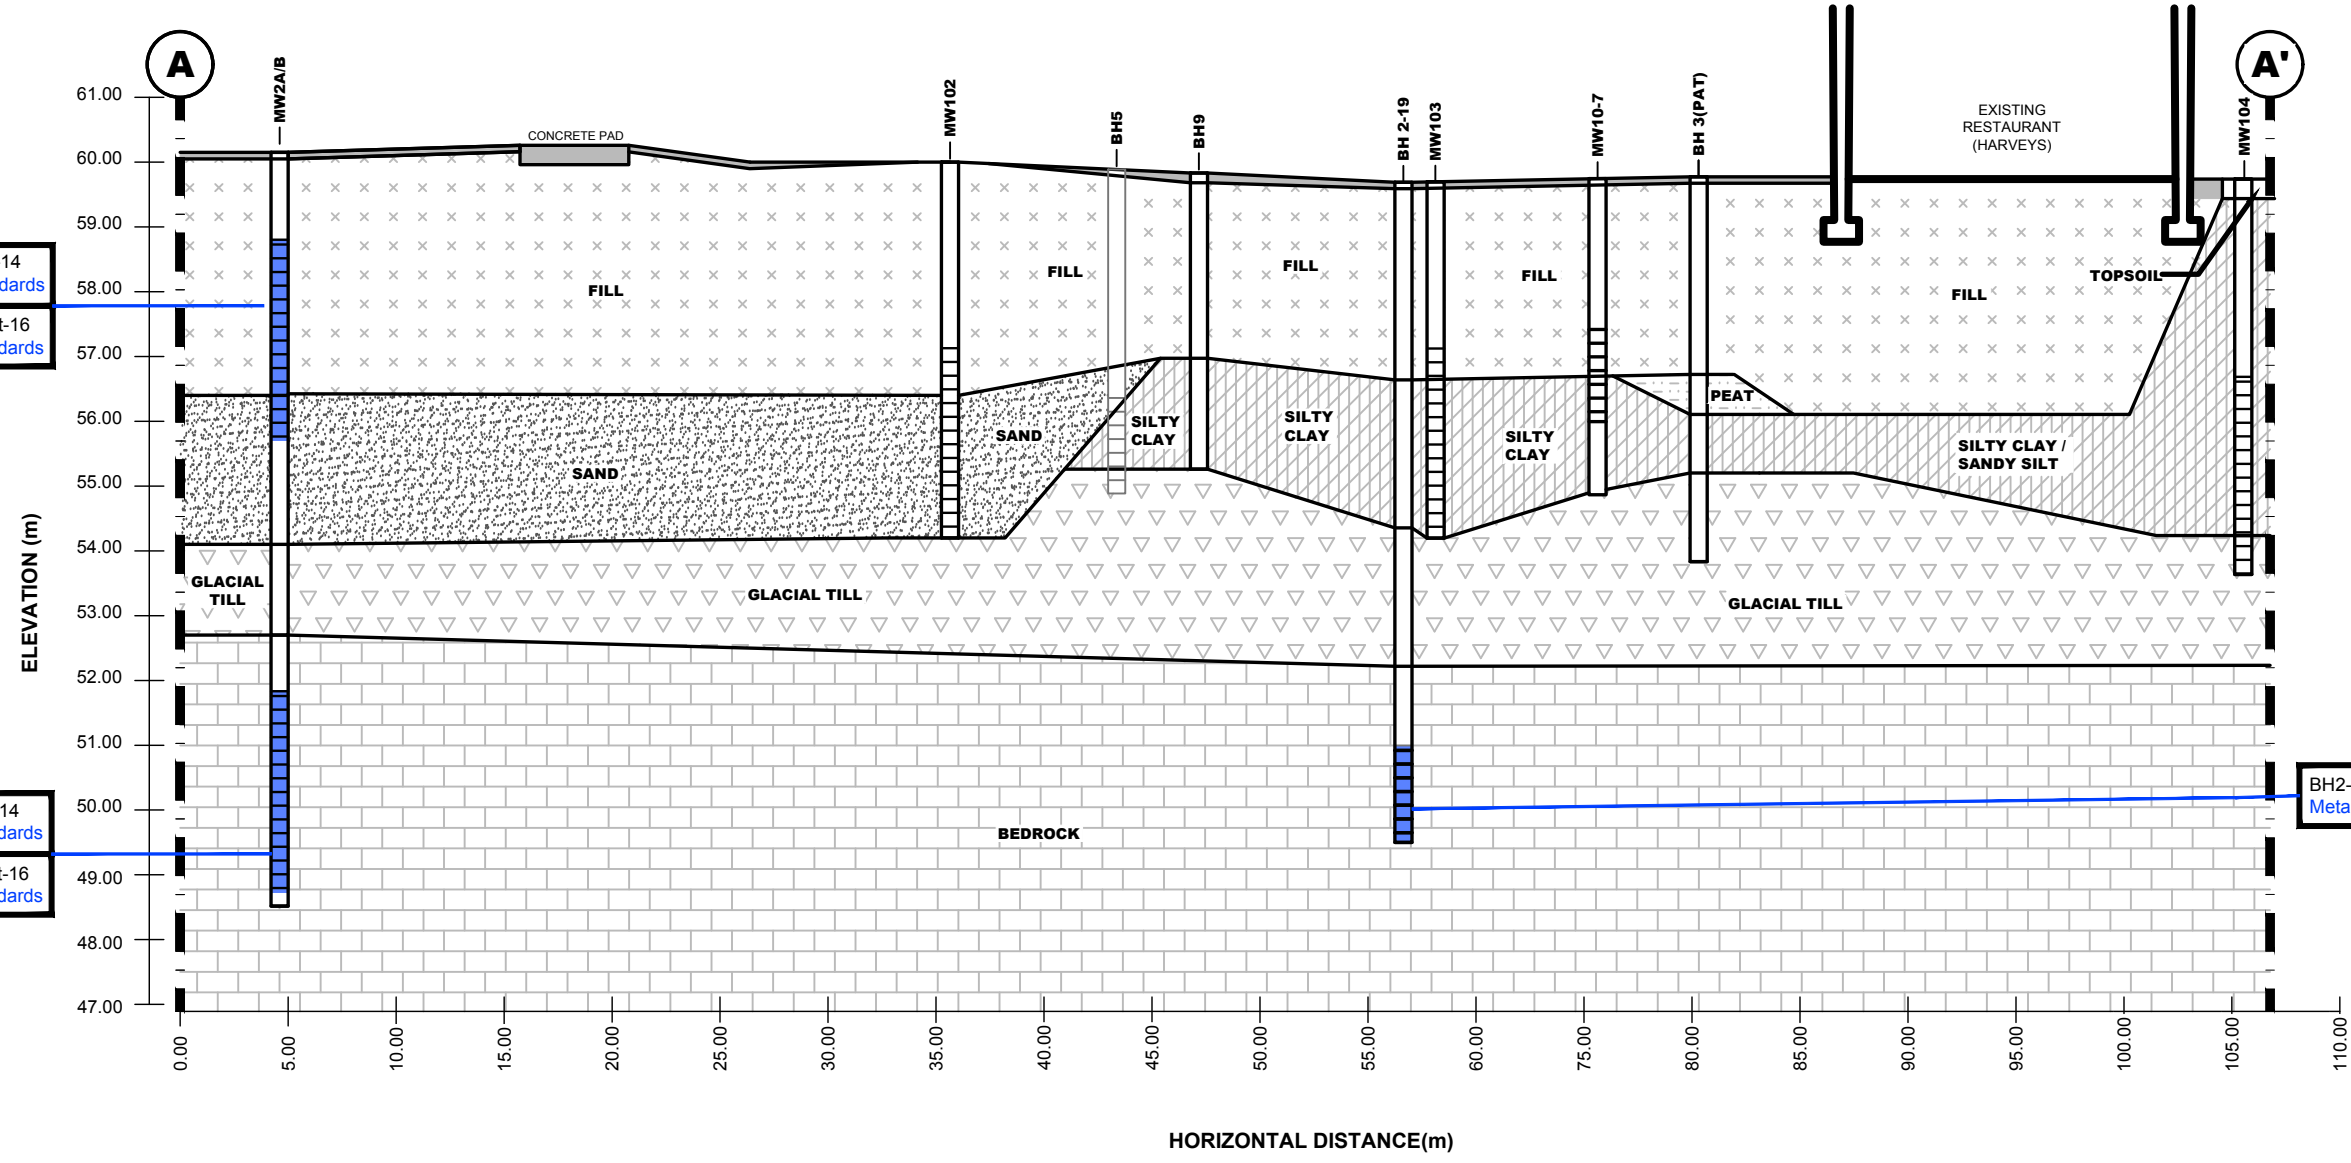 A
A'
MW2A/B
MW102
BH5
BH9
BH 2-19
MW103
MW10-7
BH 3(PAT)
MW104
CONCRETE PAD
EXISTING
RESTAURANT
(HARVEYS)
61.00
60.00
59.00
58.00
57.00
56.00
55.00
54.00
53.00
52.00
51.00
50.00
49.00
48.00
47.00
ELEVATION (m)
14
dards
t-16
dards
14
dards
t-16
dards
FILL
FILL
FILL
FILL
FILL
TOPSOIL
PEAT
SAND
SAND
SILTY
CLAY
SILTY
CLAY
SILTY
CLAY
SILTY CLAY /
SANDY SILT
GLACIAL
TILL
GLACIAL TILL
GLACIAL TILL
BEDROCK
BH2-
Meta
0.00
5.00
10.00
15.00
20.00
25.00
30.00
35.00
40.00
45.00
50.00
55.00
60.00
75.00
80.00
85.00
90.00
95.00
100.00
105.00
110.00
HORIZONTAL DISTANCE(m)